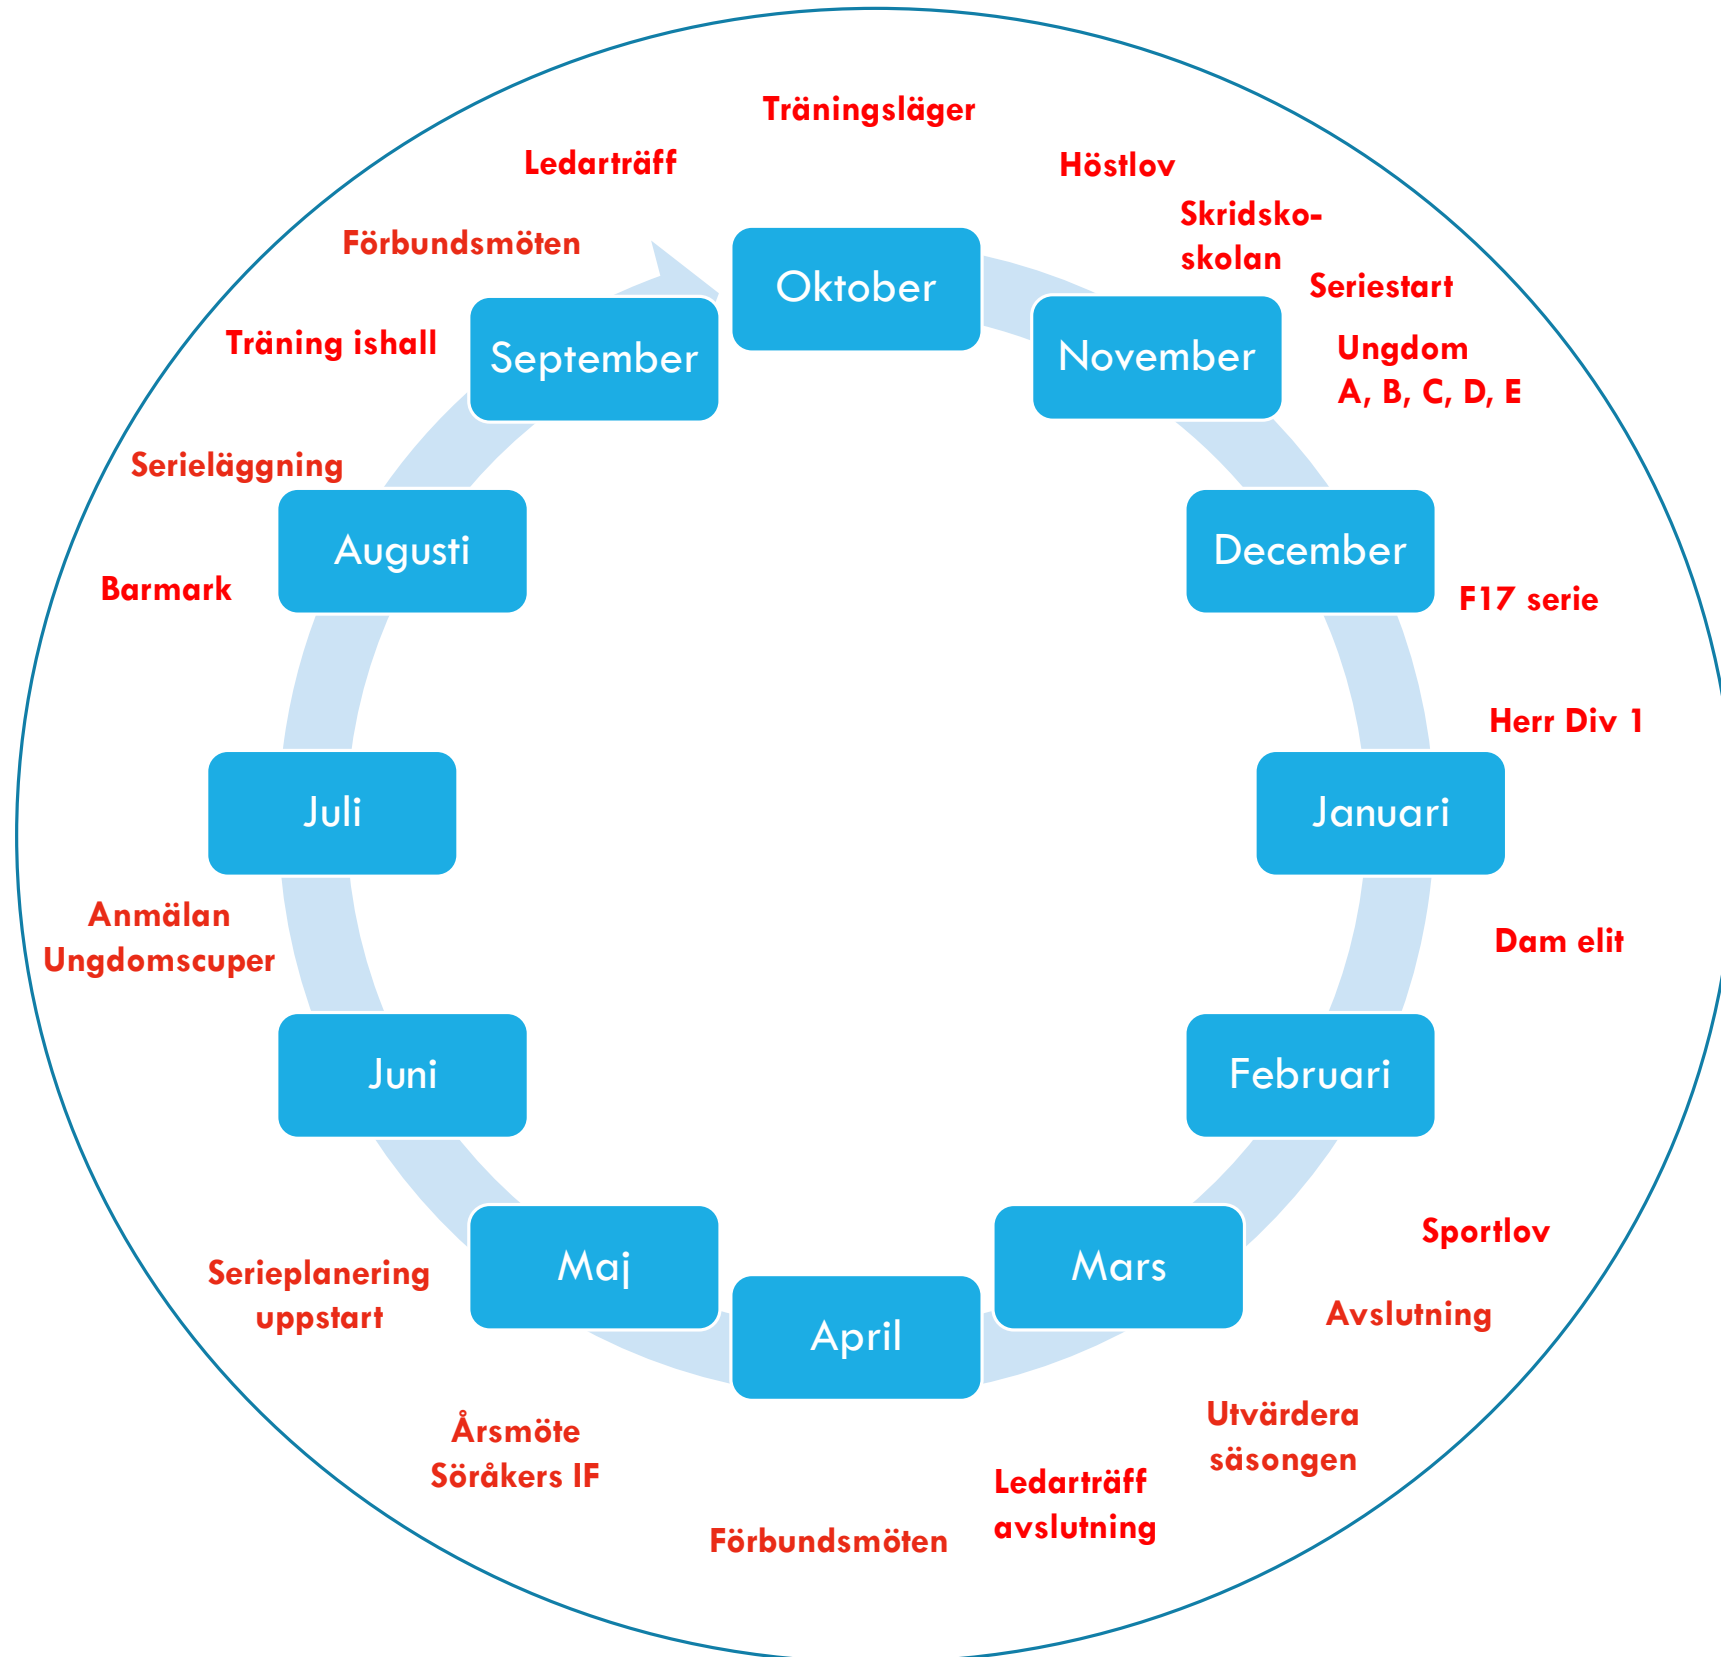 Träningsläger
Ledarträff
Höstlov
Skridsko-
skolan
Förbundsmöten
Oktober
Seriestart
Träning ishall
September
November
Ungdom
A, B, C, D, E
Serieläggning
Augusti
December
Barmark
F17 serie
Herr Div 1
Juli
Januari
Anmälan
Ungdomscuper
Dam elit
Juni
Februari
Sportlov
Serieplanering
uppstart
Maj
Mars
Avslutning
April
Årsmöte
Söråkers IF
Utvärdera
säsongen
Ledarträff
avslutning
Förbundsmöten